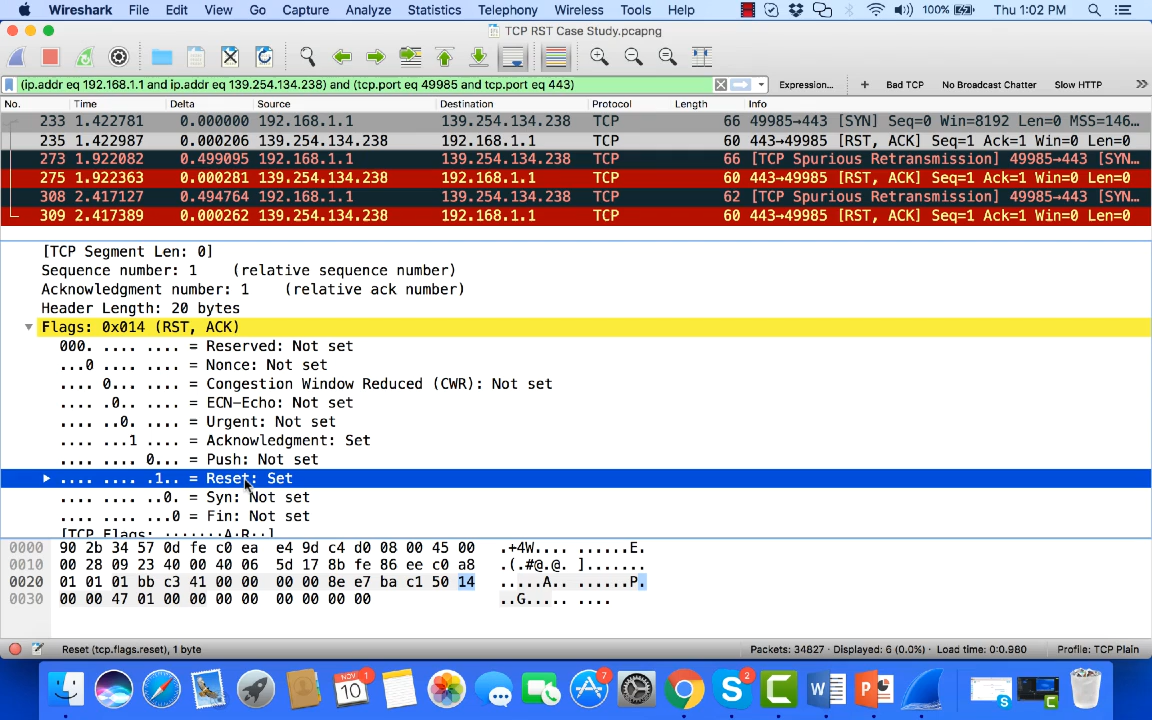 Wireshark File Edit View Go Capture Analyze Statistics Telephony Wireless Tools Help 100% Thu 1:02 PM
TCP RST Case Study.pcapng
(ip.addr eq 192.168.1.1 and ip.addr eq 139.254.134.238) and (tcp.port eq 49985 and tcp.port eq 443) Expression... + Bad TCP No Broadcast Chatter Slow HTTP »
No. Time Delta Source Destination Protocol Length Info
233 1.422781 0.000000 192.168.1.1 139.254.134.238 TCP 66 49985→443 [SYN] Seq=0 Win=8192 Len=0 MSS=146…
235 1.422987 0.000206 139.254.134.238 192.168.1.1 TCP 60 443→49985 [RST, ACK] Seq=1 Ack=1 Win=0 Len=0
273 1.922082 0.499095 192.168.1.1 139.254.134.238 TCP 66 [TCP Spurious Retransmission] 49985→443 [SYN…
275 1.922363 0.000281 139.254.134.238 192.168.1.1 TCP 60 443→49985 [RST, ACK] Seq=1 Ack=1 Win=0 Len=0
308 2.417127 0.494764 192.168.1.1 139.254.134.238 TCP 62 [TCP Spurious Retransmission] 49985→443 [SYN…
309 2.417389 0.000262 139.254.134.238 192.168.1.1 TCP 60 443→49985 [RST, ACK] Seq=1 Ack=1 Win=0 Len=0
[TCP Segment Len: 0]
Sequence number: 1 (relative sequence number)
Acknowledgment number: 1 (relative ack number)
Header Length: 20 bytes
Flags: 0x014 (RST, ACK)
000. .... .... = Reserved: Not set
...0 .... .... = Nonce: Not set
.... 0... .... = Congestion Window Reduced (CWR): Not set
.... .0.. .... = ECN-Echo: Not set
.... ..0. .... = Urgent: Not set
.... ...1 .... = Acknowledgment: Set
.... .... 0... = Push: Not set
.... .... .1.. = Reset: Set
.... .... ..0. = Syn: Not set
.... .... ...0 = Fin: Not set
[TCP Flags: ·······A·R··]
0000 90 2b 34 57 0d fe c0 ea e4 9d c4 d0 08 00 45 00 .+4W.... ......E.
0010 00 28 09 23 40 00 40 06 5d 17 8b fe 86 ee c0 a8 .(.#@.@. ].......
0020 01 01 01 bb c3 41 00 00 00 00 8e e7 ba c1 50 14 .....A.. ......P.
0030 00 00 47 01 00 00 00 00 00 00 00 00 ..G..... ....
Reset (tcp.flags.reset), 1 byte Packets: 34827 · Displayed: 6 (0.0%) · Load time: 0:0.980 Profile: TCP Plain
NOV 10 1 7 2